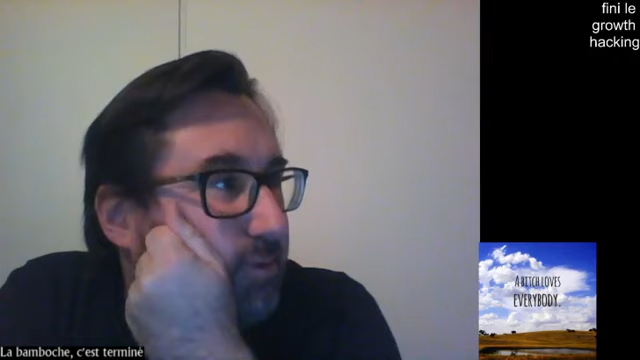 fini le
growth
hacking
A BITCH LOVES
EVERYBODY.
La bamboche, c'est terminé